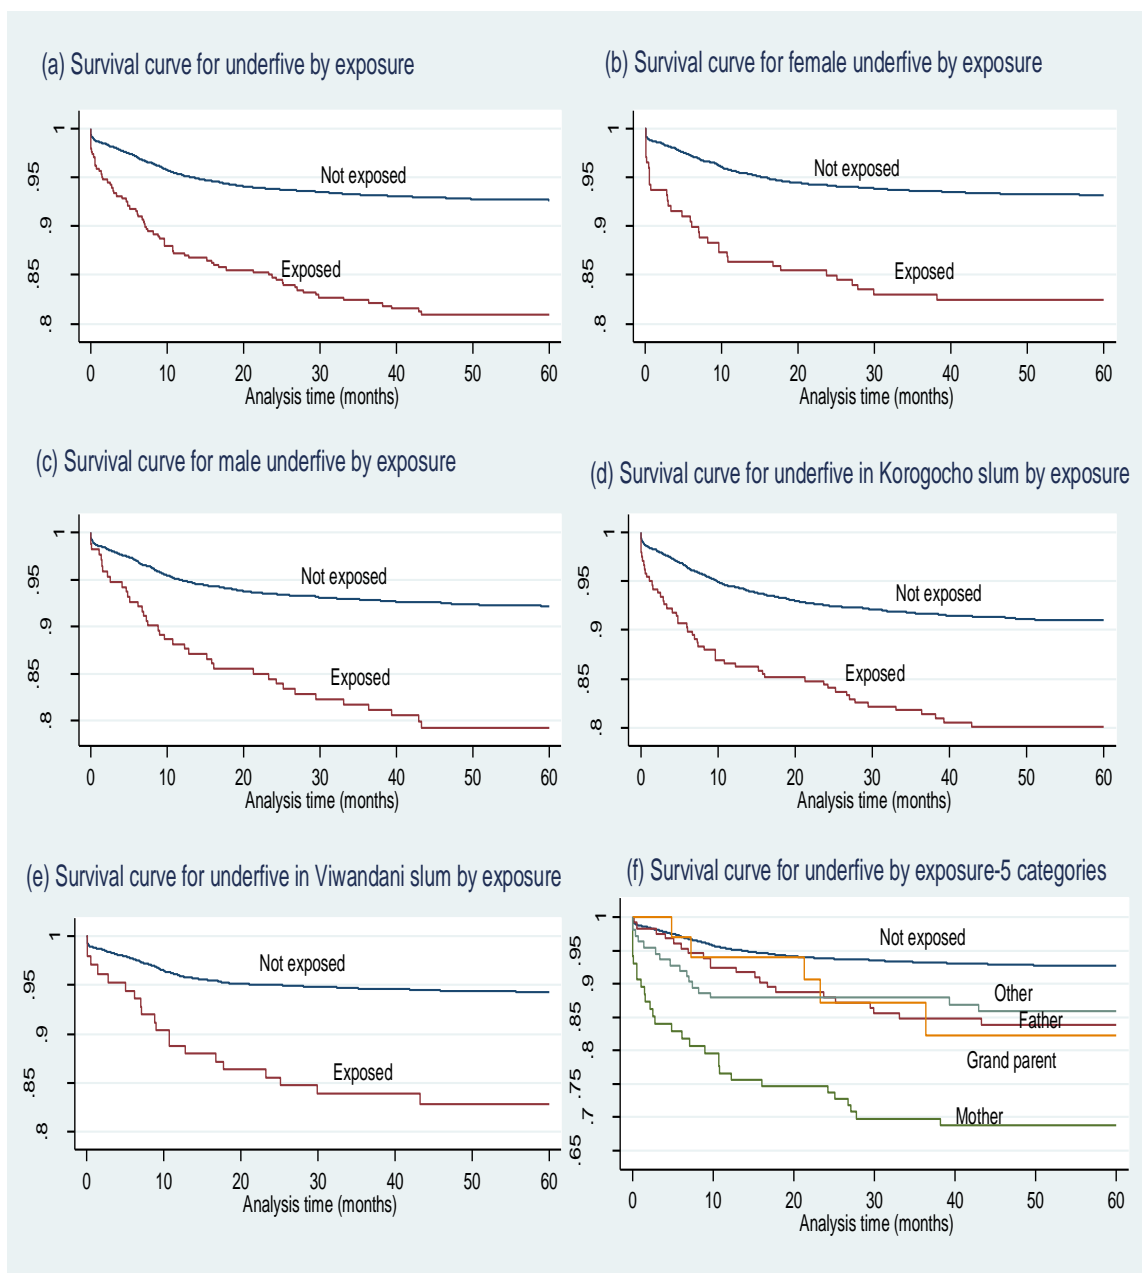 (a) Survival curve for underfive by exposure
1
.95
.9
.85
.8
Not exposed
Exposed
0 10 20 30 40 50 60
Analysis time (months)
(b) Survival curve for female underfive by exposure
1
.95
.9
.85
.8
Not exposed
Exposed
0 10 20 30 40 50 60
Analysis time (months)
(c) Survival curve for male underfive by exposure
1
.95
.9
.85
.8
Not exposed
Exposed
0 10 20 30 40 50 60
Analysis time (months)
(d) Survival curve for underfive in Korogocho slum by exposure
1
.95
.9
.85
.8
Not exposed
Exposed
0 10 20 30 40 50 60
Analysis time (months)
(e) Survival curve for underfive in Viwandani slum by exposure
1
.95
.9
.85
.8
Not exposed
Exposed
0 10 20 30 40 50 60
Analysis time (months)
(f) Survival curve for underfive by exposure-5 categories
1
.95
.9
.85
.8
.75
.7
.65
Not exposed
Other
Father
Grand parent
Mother
0 10 20 30 40 50 60
Analysis time (months)